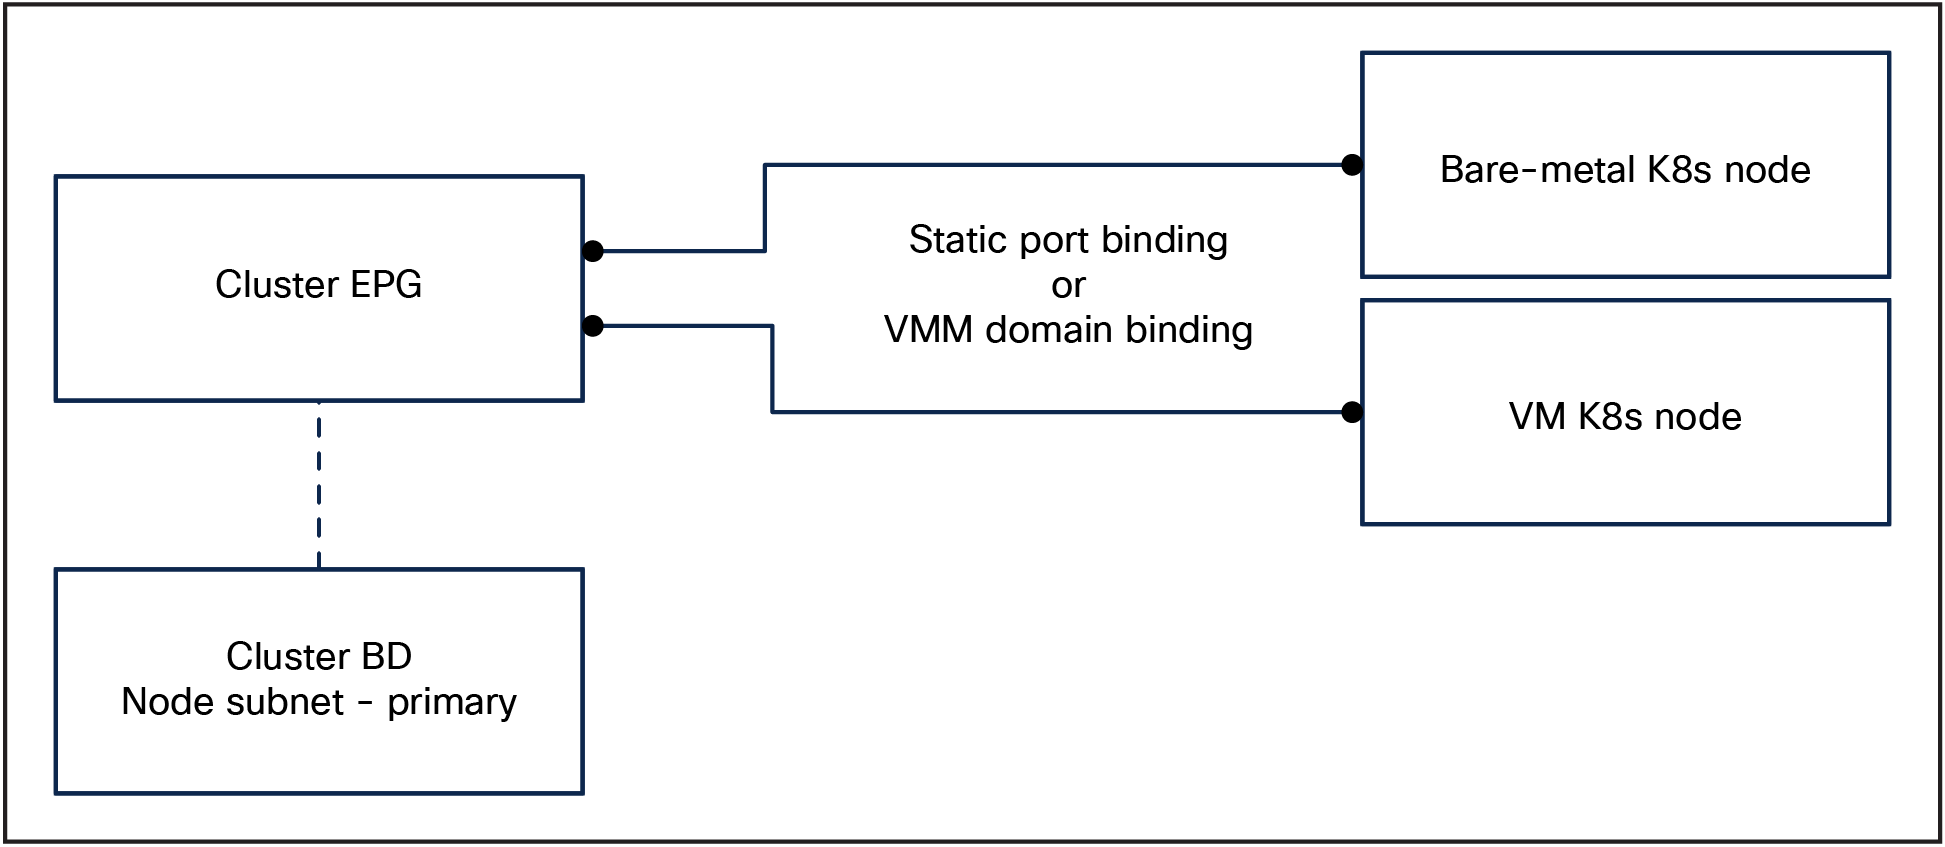 Bare-metal K8s node
Cluster EPG
Static port binding
or
VMM domain binding
VM K8s node
Cluster BD
Node subnet - primary